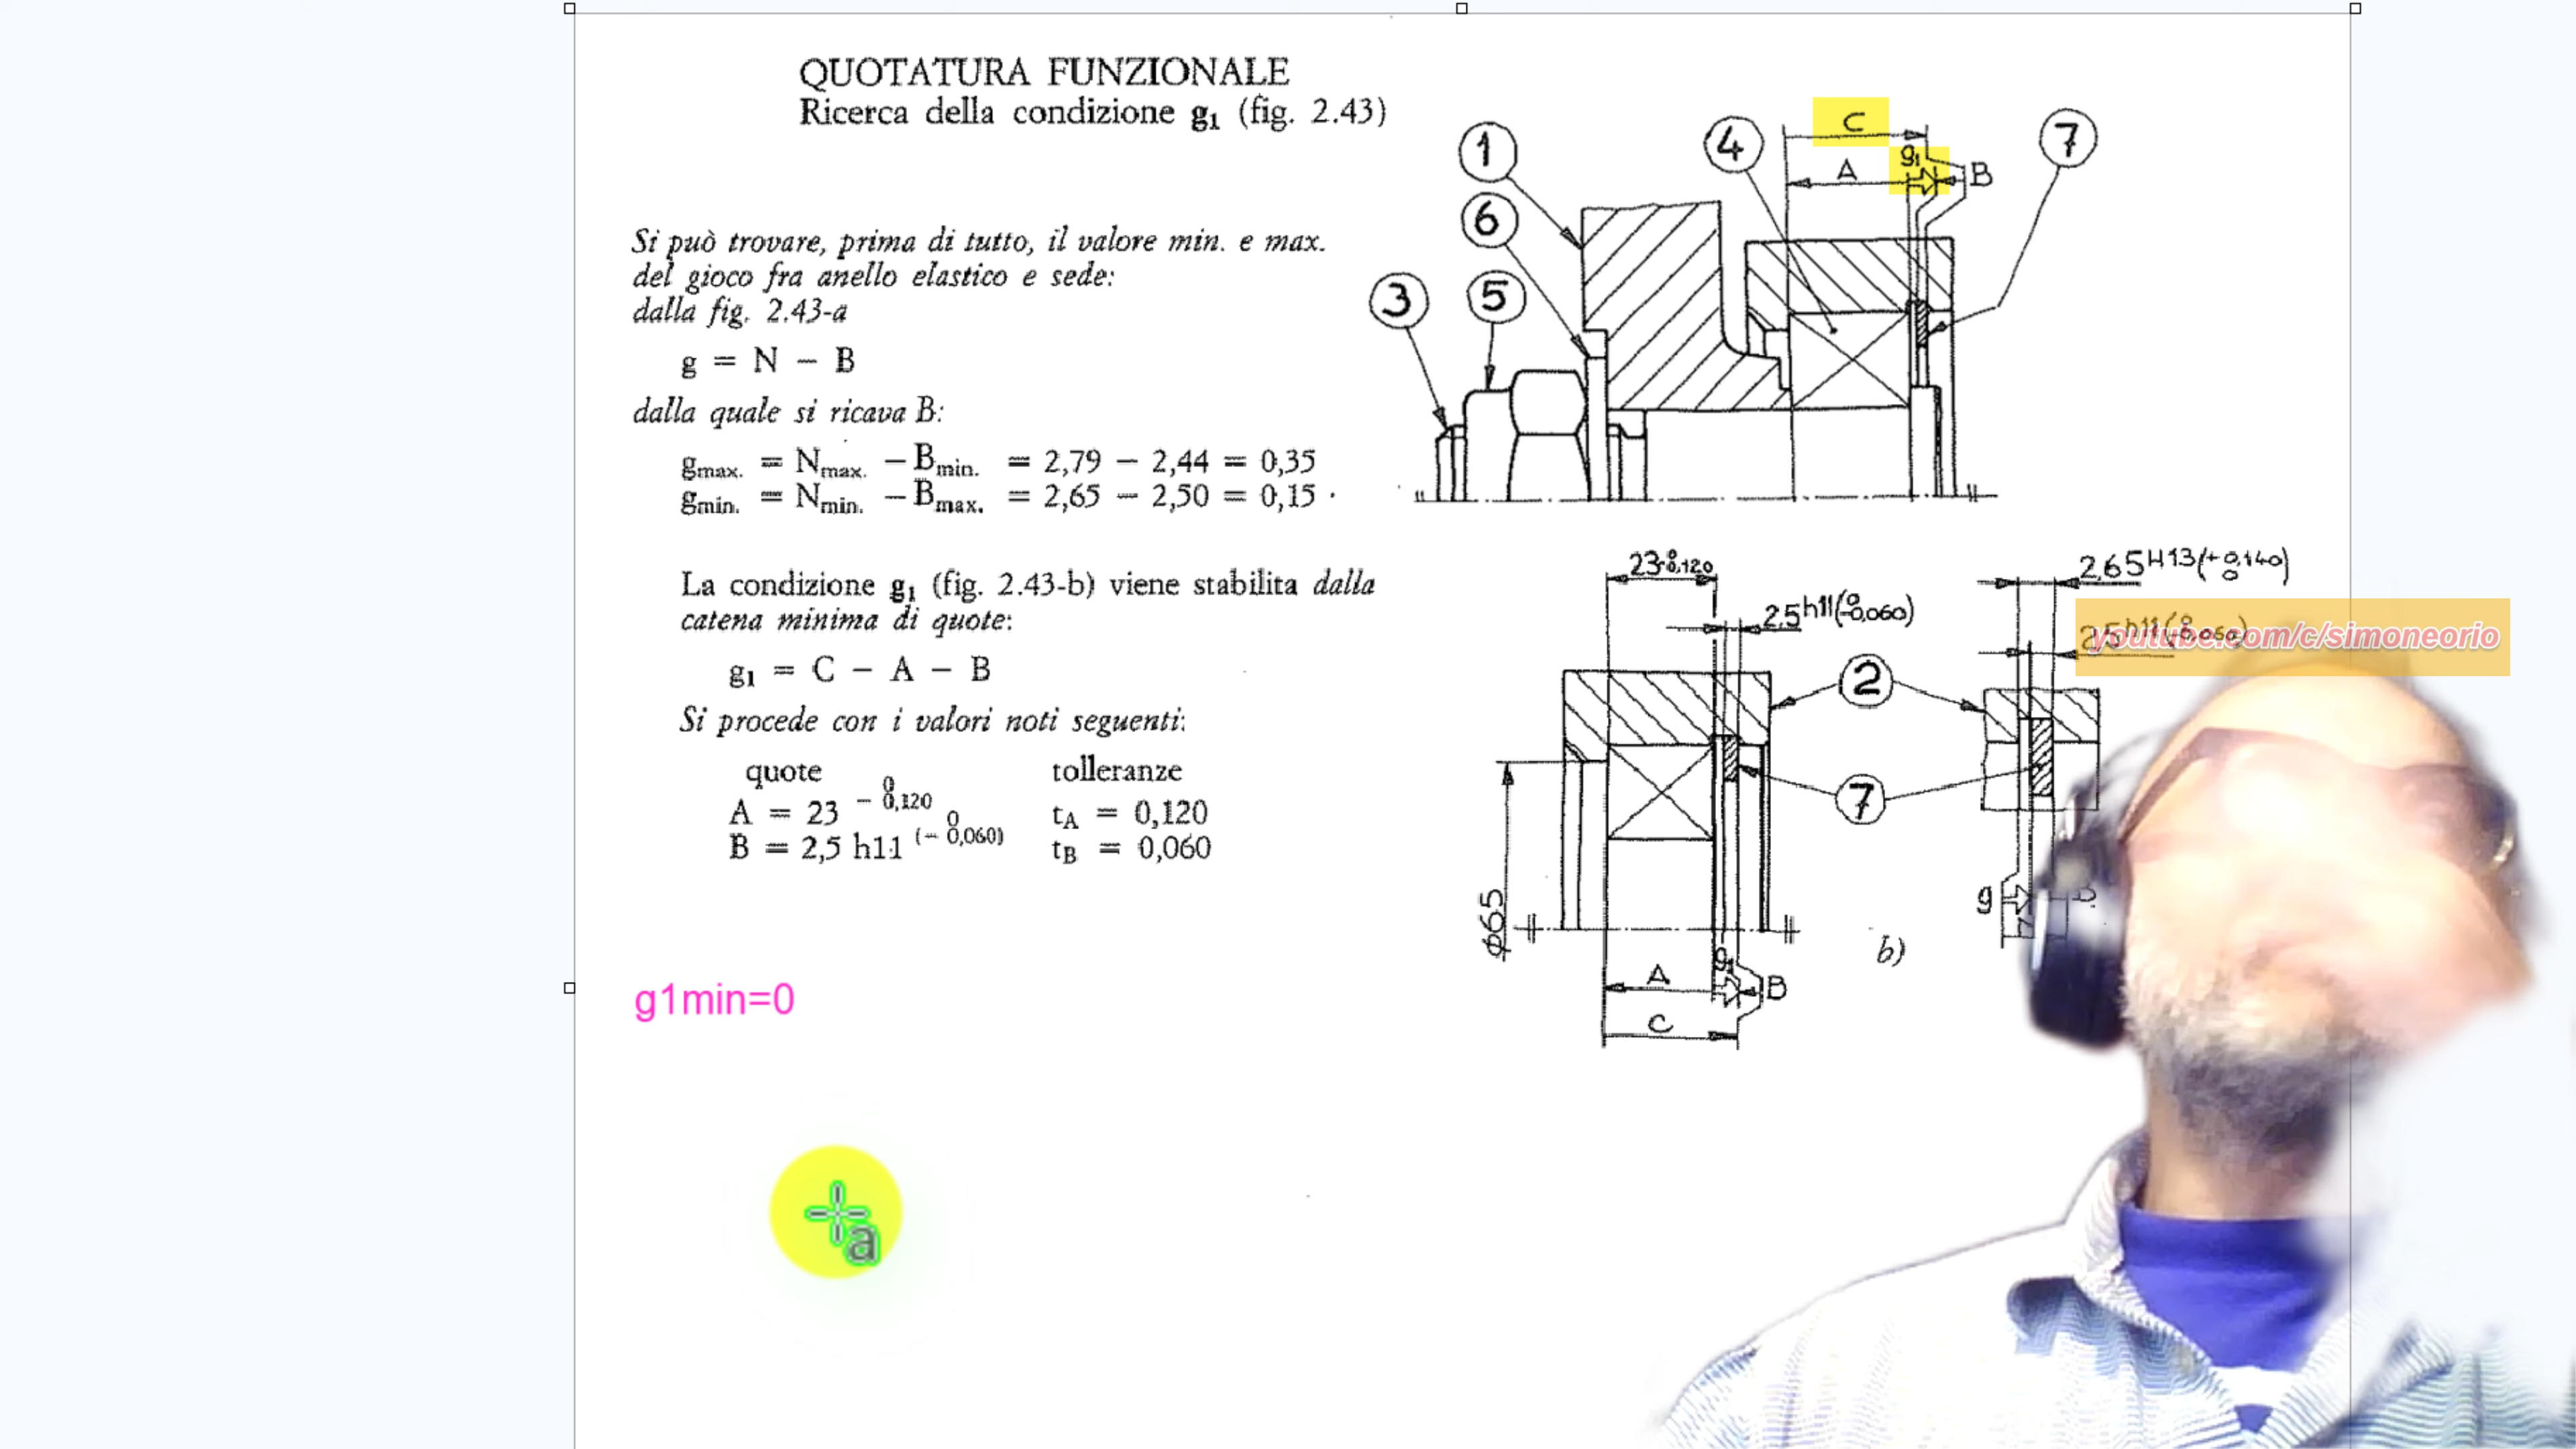 QUOTATURA FUNZIONALE
Ricerca della condizione g1 (fig. 2.43)
Si può trovare, prima di tutto, il valore min. e max.
del gioco fra anello elastico e sede:
dalla fig. 2.43-a
g = N − B
dalla quale si ricava B:
gmax. = Nmax. − Bmin. = 2,79 − 2,44 = 0,35
gmin. = Nmin. − Bmax. = 2,65 − 2,50 = 0,15
La condizione g1 (fig. 2.43-b) viene stabilita dalla
catena minima di quote:
g1 = C − A − B
Si procede con i valori noti seguenti:
quote tolleranze
A = 23 0 − 0,120 tA = 0,120
B = 2,5 h11 (0 − 0,060) tB = 0,060
g1min=0
a
C
g1
A
B
1
4
7
6
3
5
23 0 -0,120
2,5 h11(0 -0,060)
2,65 H13(+0,140 0)
2,5 h11(0 -0,060)
youtube.com/c/simoneorio
2
7
φ65
g
b)
g1
A
B
C